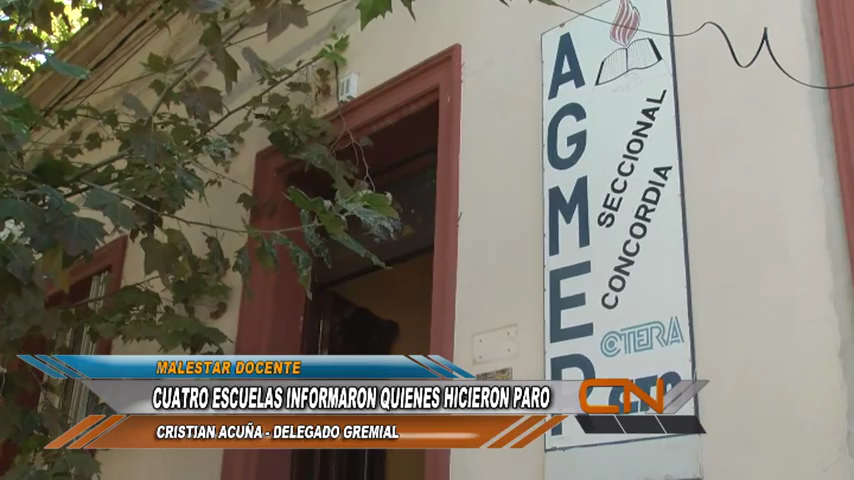 AGMER
SECCIONAL
CONCORDIA
CTERA
MALESTAR DOCENTE
CUATRO ESCUELAS INFORMARON QUIENES HICIERON PARO
CN
CRISTIAN ACUÑA - DELEGADO GREMIAL